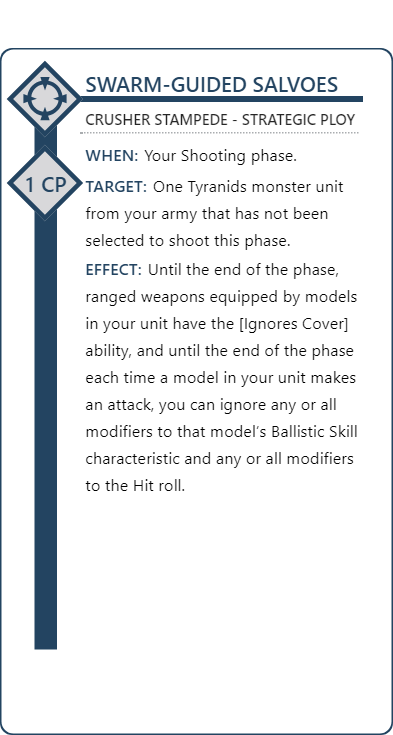 SWARM-GUIDED SALVOES
CRUSHER STAMPEDE - STRATEGIC PLOY
WHEN: Your Shooting phase.
1 CP
TARGET: One Tyranids monster unit
from your army that has not been
selected to shoot this phase.
EFFECT: Until the end of the phase,
ranged weapons equipped by models
in your unit have the [Ignores Cover]
ability, and until the end of the phase
each time a model in your unit makes
an attack, you can ignore any or all
modifiers to that model’s Ballistic Skill
characteristic and any or all modifiers
to the Hit roll.